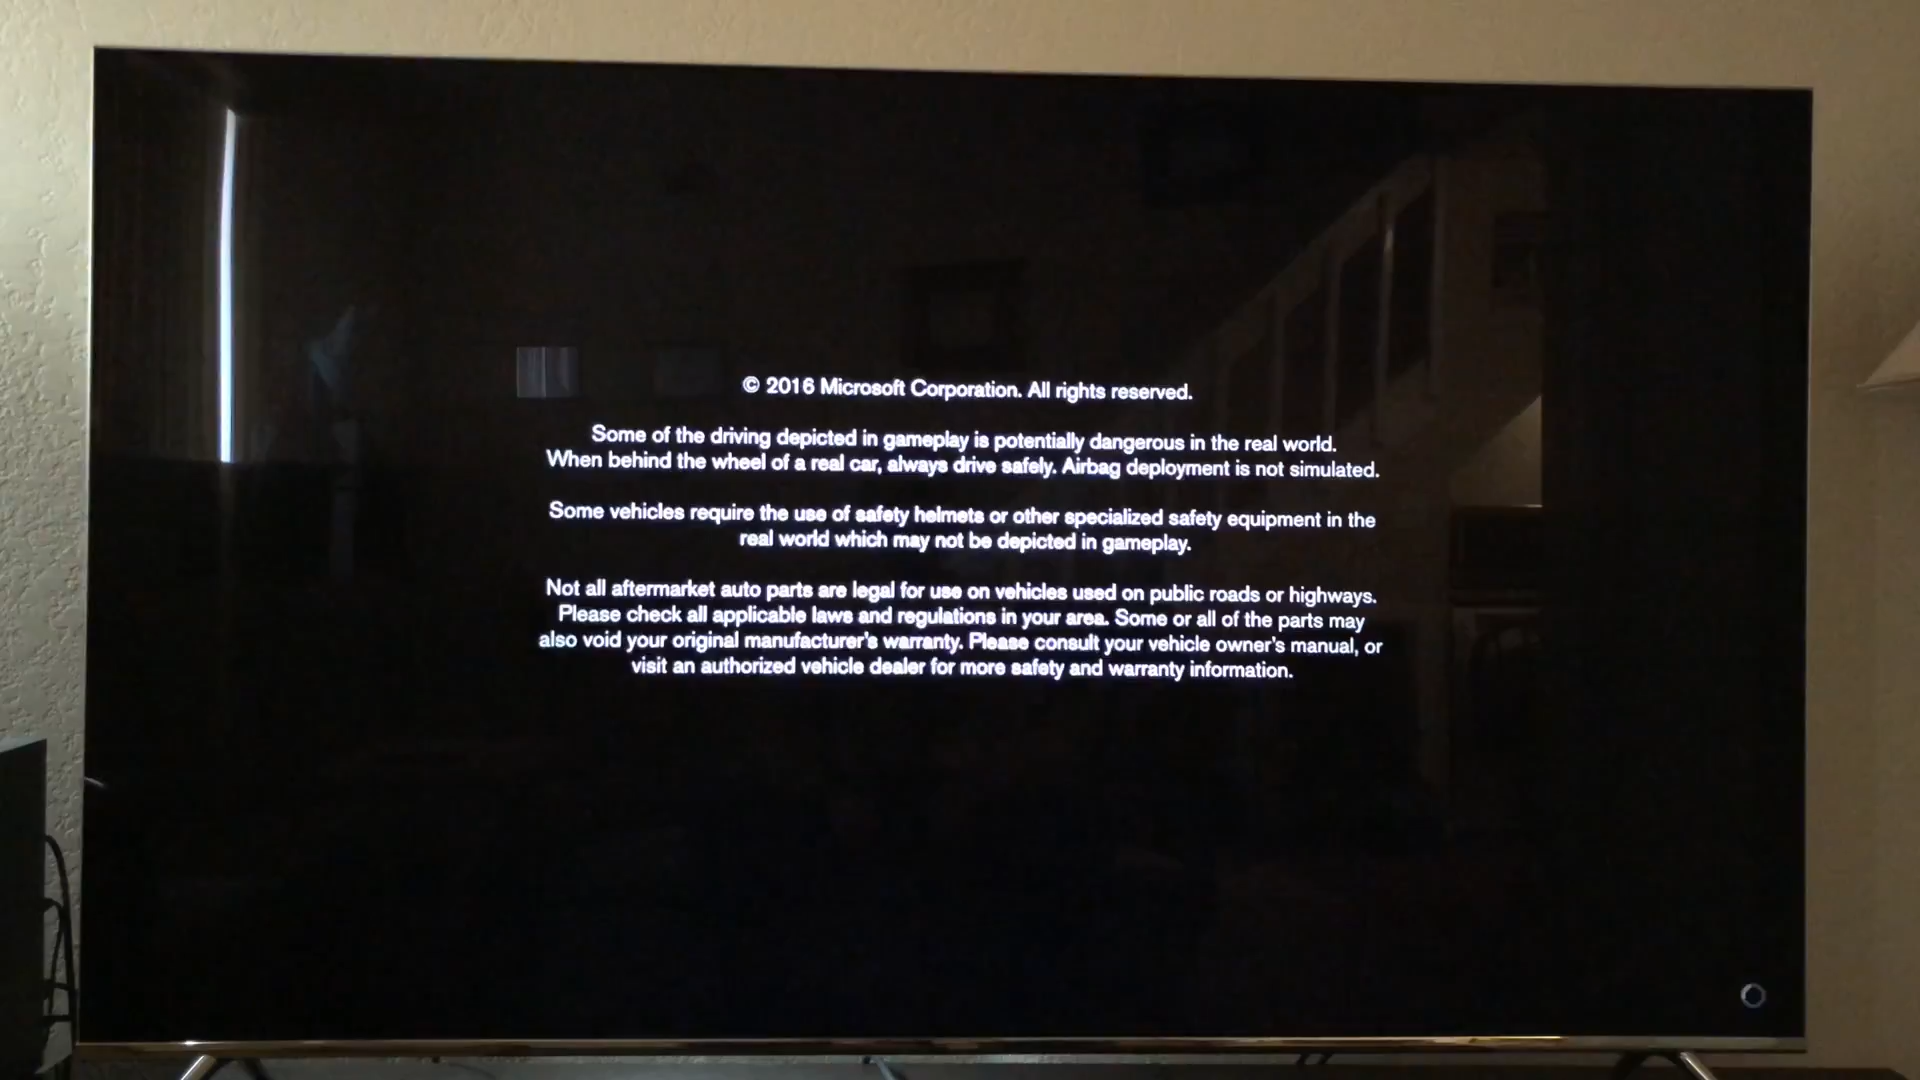 © 2016 Microsoft Corporation. All rights reserved.
Some of the driving depicted in gameplay is potentially dangerous in the real world.
When behind the wheel of a real car, always drive safely. Airbag deployment is not simulated.
Some vehicles require the use of safety helmets or other specialized safety equipment in the
real world which may not be depicted in gameplay.
Not all aftermarket auto parts are legal for use on vehicles used on public roads or highways.
Please check all applicable laws and regulations in your area. Some or all of the parts may
also void your original manufacturer's warranty. Please consult your vehicle owner's manual, or
visit an authorized vehicle dealer for more safety and warranty information.